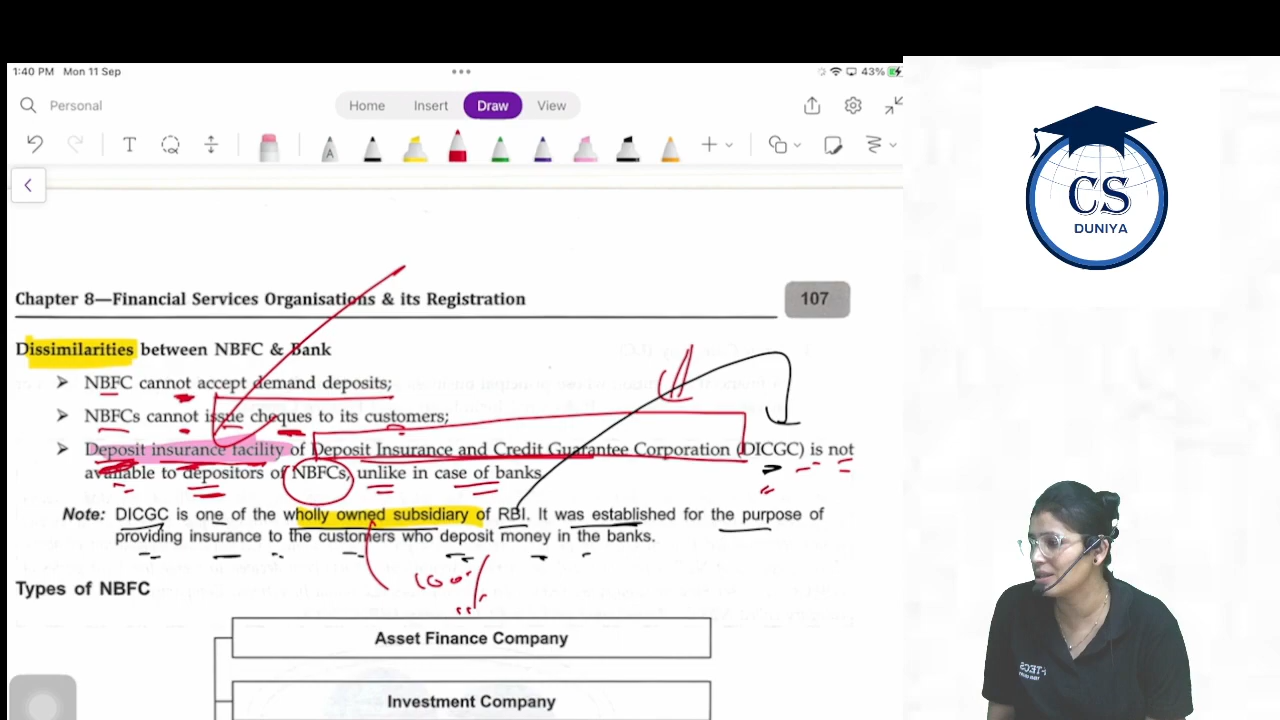 1:40 PM Mon 11 Sep
43%
Personal
Home Insert Draw View
Chapter 8—Financial Services Organisations & its Registration
107
Dissimilarities between NBFC & Bank
➢ NBFC cannot accept demand deposits;
➢ NBFCs cannot issue cheques to its customers;
➢ Deposit insurance facility of Deposit Insurance and Credit Guarantee Corporation (DICGC) is not
available to depositors of NBFCs, unlike in case of banks.
Note: DICGC is one of the wholly owned subsidiary of RBI. It was established for the purpose of
providing insurance to the customers who deposit money in the banks.
100%
Types of NBFC
Asset Finance Company
Investment Company
CS
DUNIYA